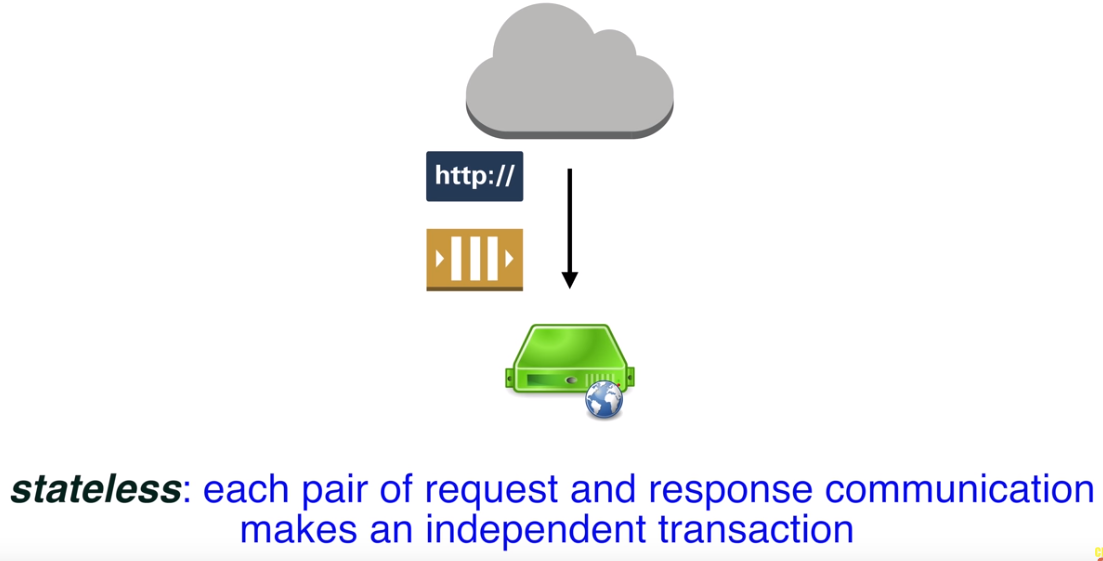 http://
stateless: each pair of request and response communication
makes an independent transaction